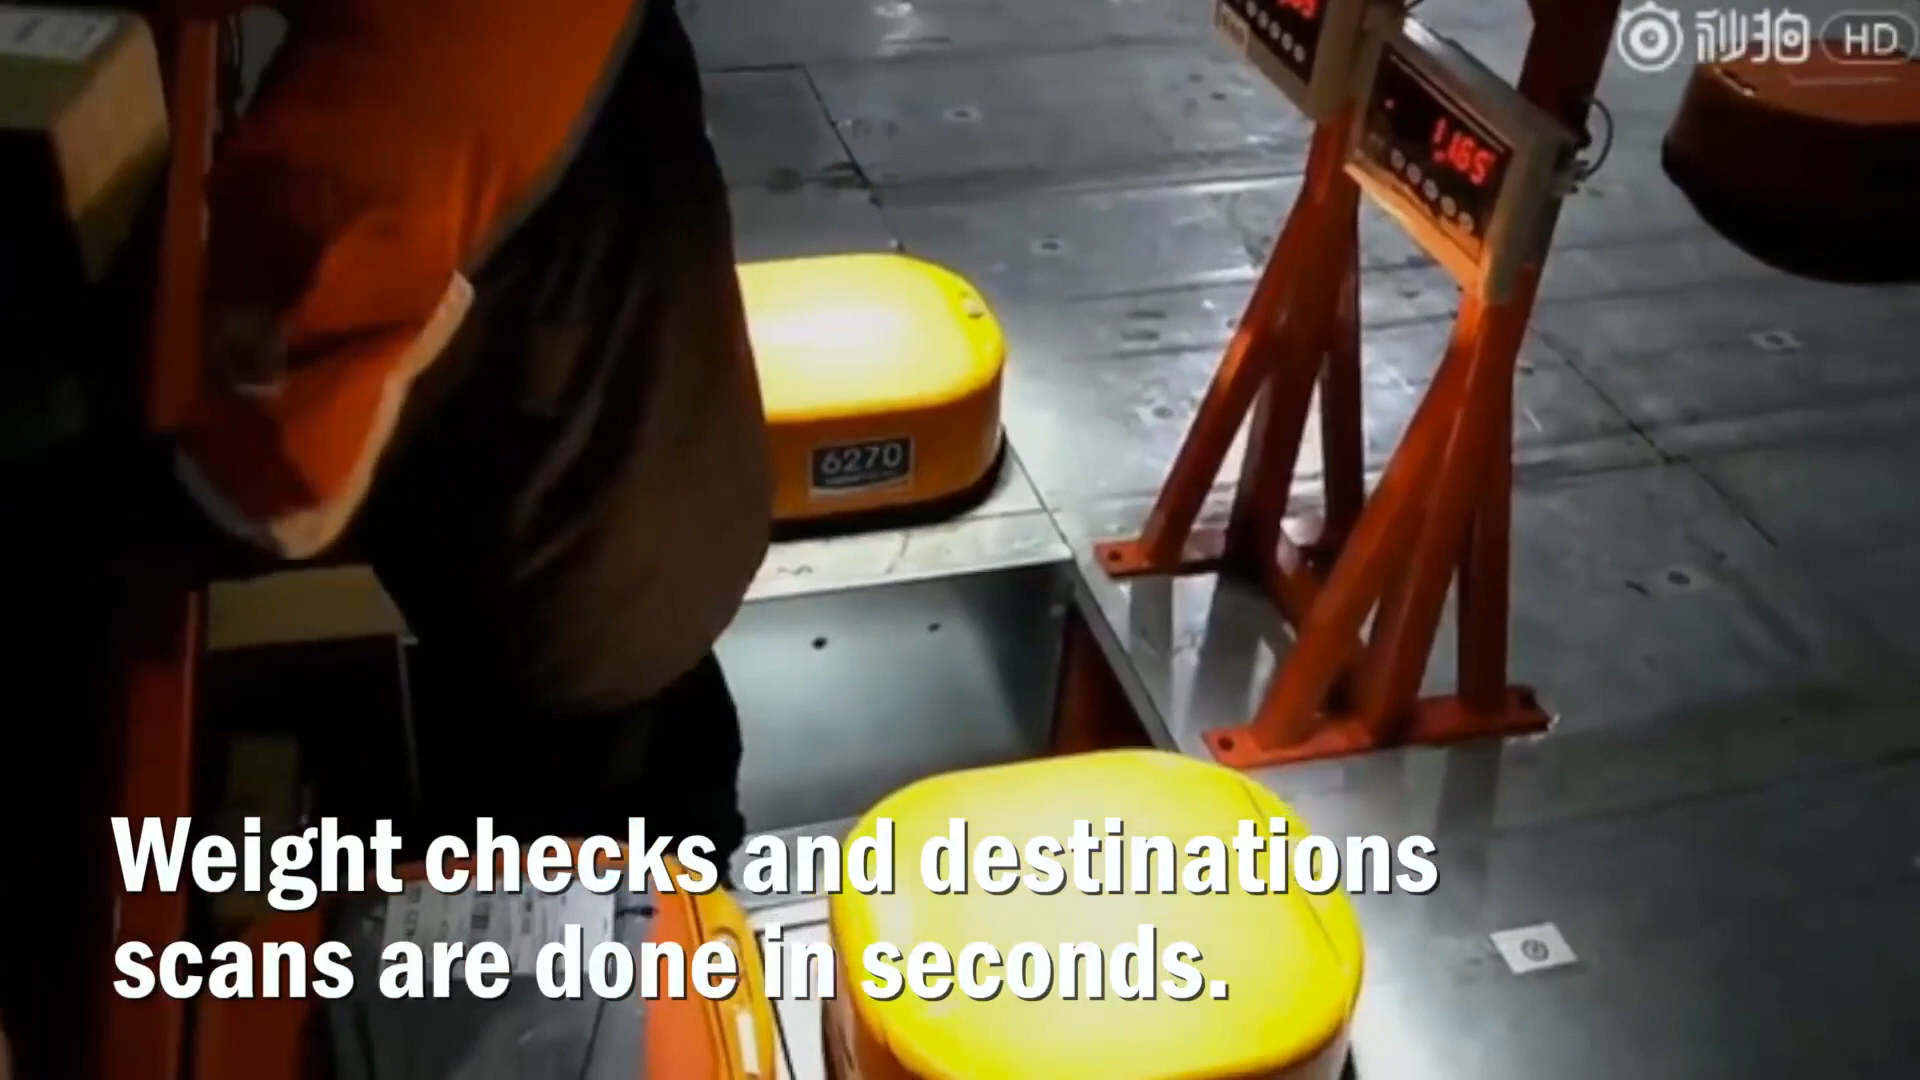 秒拍 HD
1.165
6270
Weight checks and destinations
scans are done in seconds.